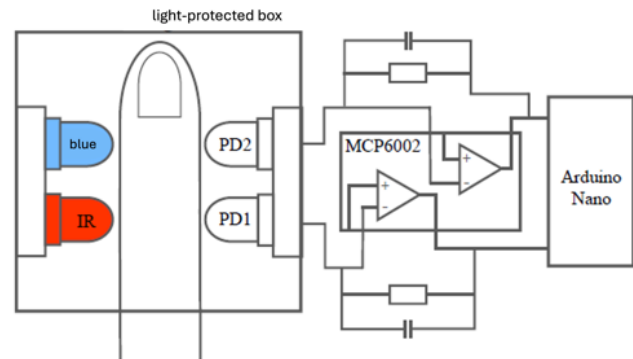 light-protected box
blue
PD2
IR
PD1
MCP6002
+
-
+
-
Arduino
Nano